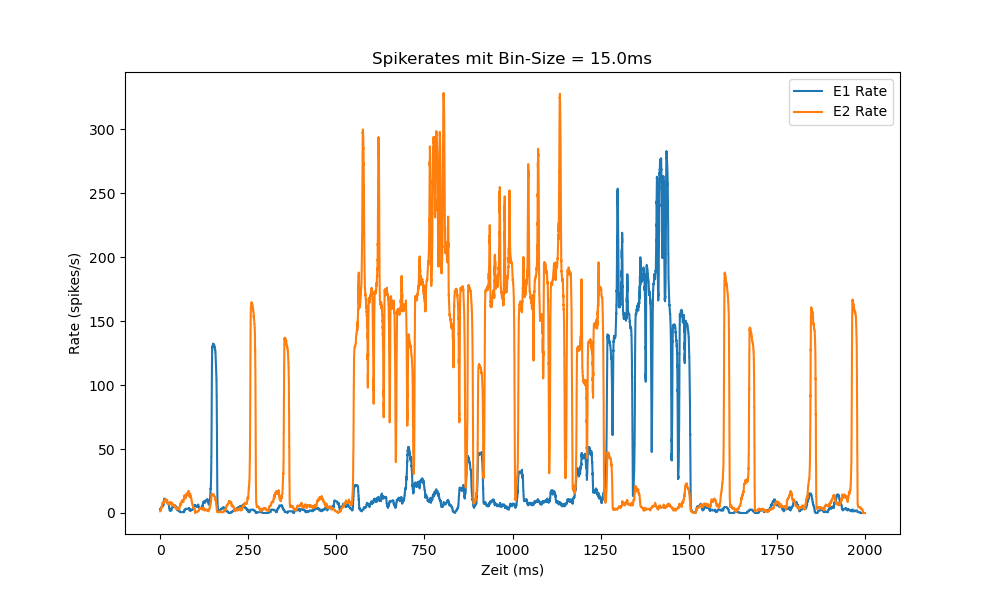 Spikerates mit Bin-Size = 15.0ms
E1 Rate
E2 Rate
Rate (spikes/s)
300
250
200
150
100
50
0
0 250 500 750 1000 1250 1500 1750 2000
Zeit (ms)